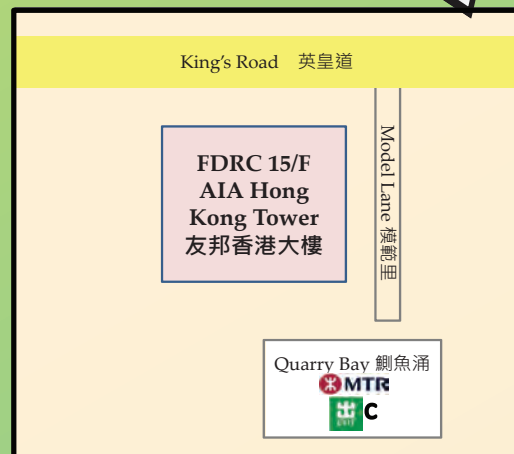 King's Road 英皇道
FDRC 15/F
AIA Hong
Kong Tower
友邦香港大樓
Model Lane 模範里
Quarry Bay 鰂魚涌
MTR
出 EXIT C